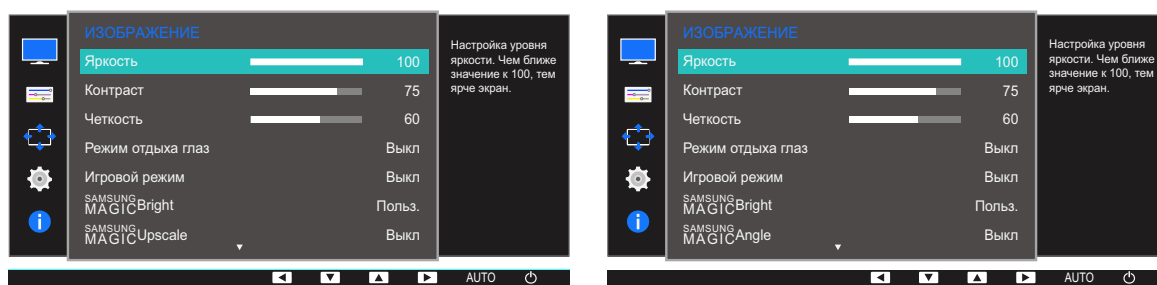 ИЗОБРАЖЕНИЕ
Яркость 100
Контраст 75
Четкость 60
Режим отдыха глаз Выкл
Игровой режим Выкл
SAMSUNG
MAGICBright Польз.
SAMSUNG
MAGICUpscale Выкл
Настройка уровня
яркости. Чем ближе
значение к 100, тем
ярче экран.
AUTO
ИЗОБРАЖЕНИЕ
Яркость 100
Контраст 75
Четкость 60
Режим отдыха глаз Выкл
Игровой режим Выкл
SAMSUNG
MAGICBright Польз.
SAMSUNG
MAGICAngle Выкл
Настройка уровня
яркости. Чем ближе
значение к 100, тем
ярче экран.
AUTO